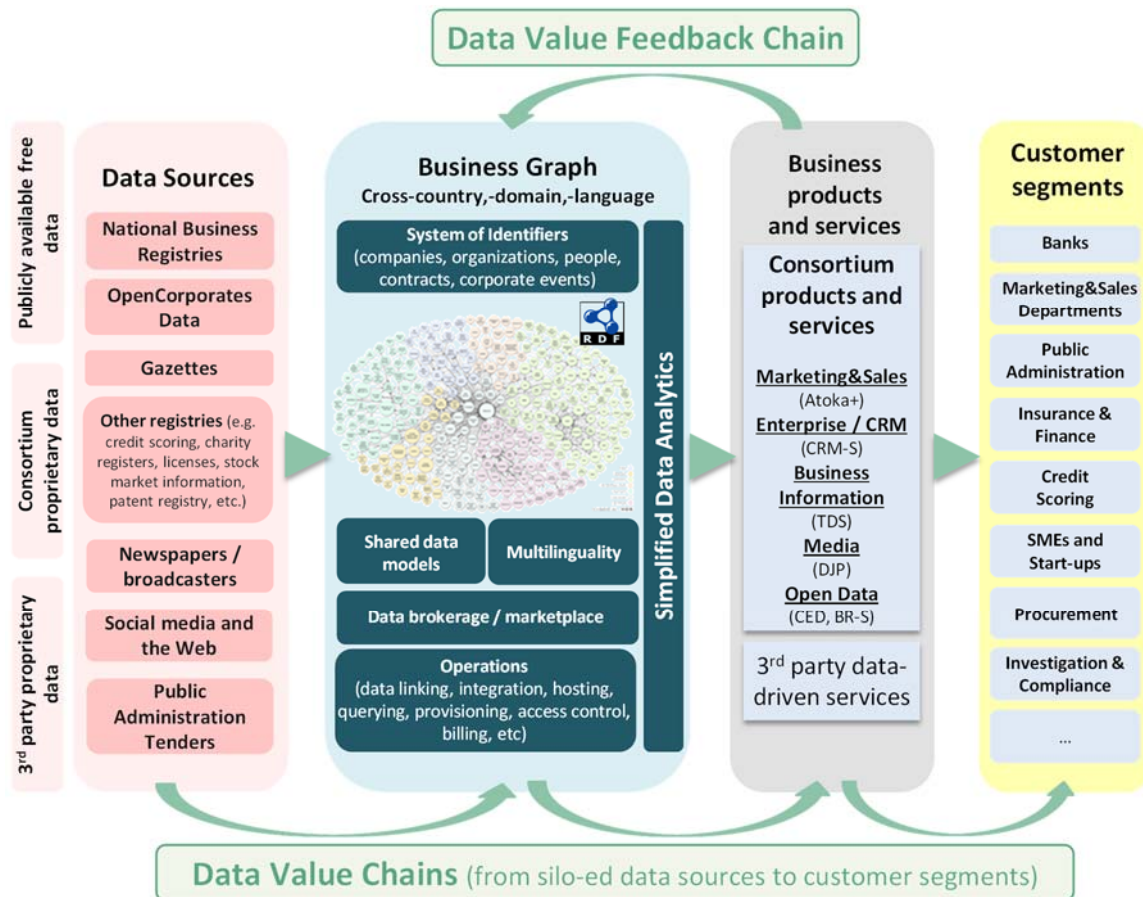 Data Value Feedback Chain
Publicly available free
data
Consortium
proprietary data
3rd party proprietary
data
Data Sources
National Business
Registries
OpenCorporates
Data
Gazettes
Other registries (e.g.
credit scoring, charity
registers, licenses, stock
market information,
patent registry, etc.)
Newspapers /
broadcasters
Social media and
the Web
Public
Administration
Tenders
Business Graph
Cross-country,-domain,-language
System of Identifiers
(companies, organizations, people,
contracts, corporate events)
RDF
Shared data
models
Multilinguality
Data brokerage / marketplace
Operations
(data linking, integration, hosting,
querying, provisioning, access control,
billing, etc)
Simplified Data Analytics
Business
products
and services
Consortium
products and
services
Marketing&Sales
(Atoka+)
Enterprise / CRM
(CRM-S)
Business
Information
(TDS)
Media
(DJP)
Open Data
(CED, BR-S)
3rd party data-
driven services
Customer
segments
Banks
Marketing&Sales
Departments
Public
Administration
Insurance &
Finance
Credit
Scoring
SMEs and
Start-ups
Procurement
Investigation &
Compliance
...
Data Value Chains (from silo-ed data sources to customer segments)